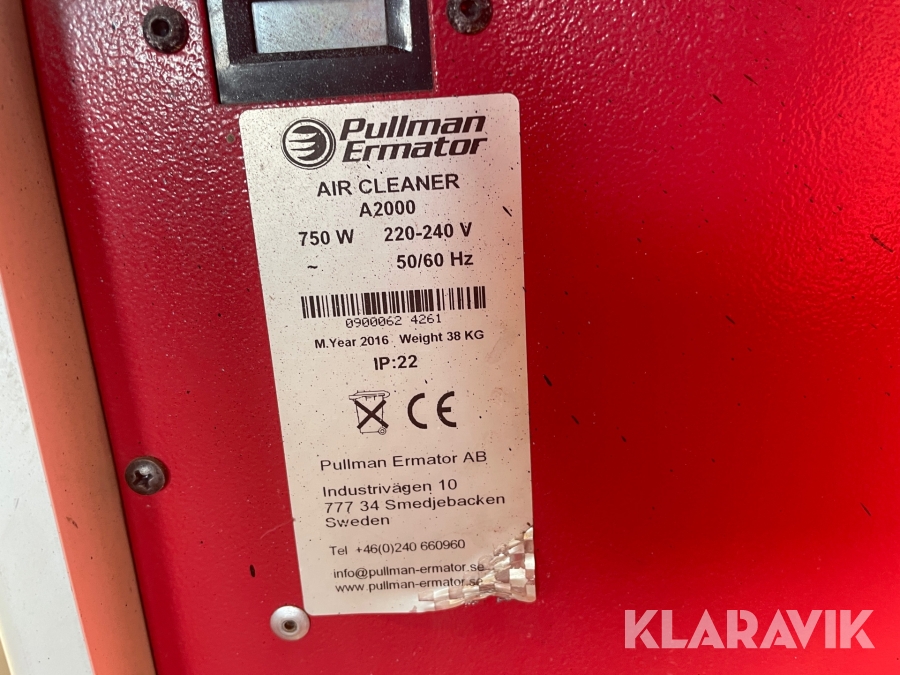 Pullman
Ermator
AIR CLEANER
A2000
750 W 220-240 V
~ 50/60 Hz
0900062 4261
M.Year 2016 Weight 38 KG
IP:22
CE
Pullman Ermator AB
Industrivägen 10
777 34 Smedjebacken
Sweden
Tel +46(0)240 660960
info@pullman-ermator.se
www.pullman-ermator.se
KLARAVIK